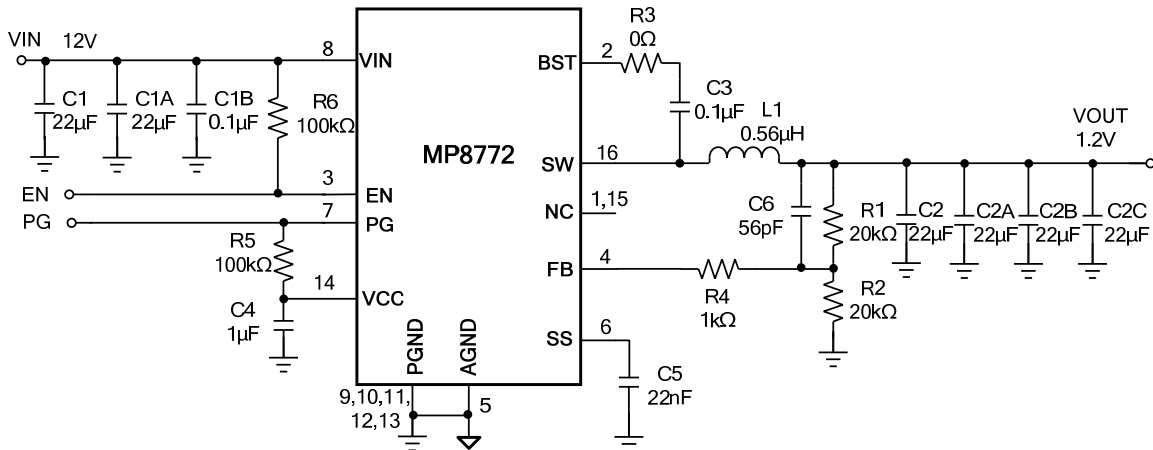 VIN 12V
8
VIN
C1
22µF
C1A
22µF
C1B
0.1µF
R6
100kΩ
EN
3
EN
PG
7
PG
R5
100kΩ
14
VCC
C4
1µF
MP8772
PGND
AGND
9,10,11,
12,13
5
BST
2
R3
0Ω
C3
0.1µF
L1
0.56µH
SW
16
NC
1,15
FB
4
R4
1kΩ
C6
56pF
R1
20kΩ
R2
20kΩ
SS
6
C5
22nF
C2
22µF
C2A
22µF
C2B
22µF
C2C
22µF
VOUT
1.2V